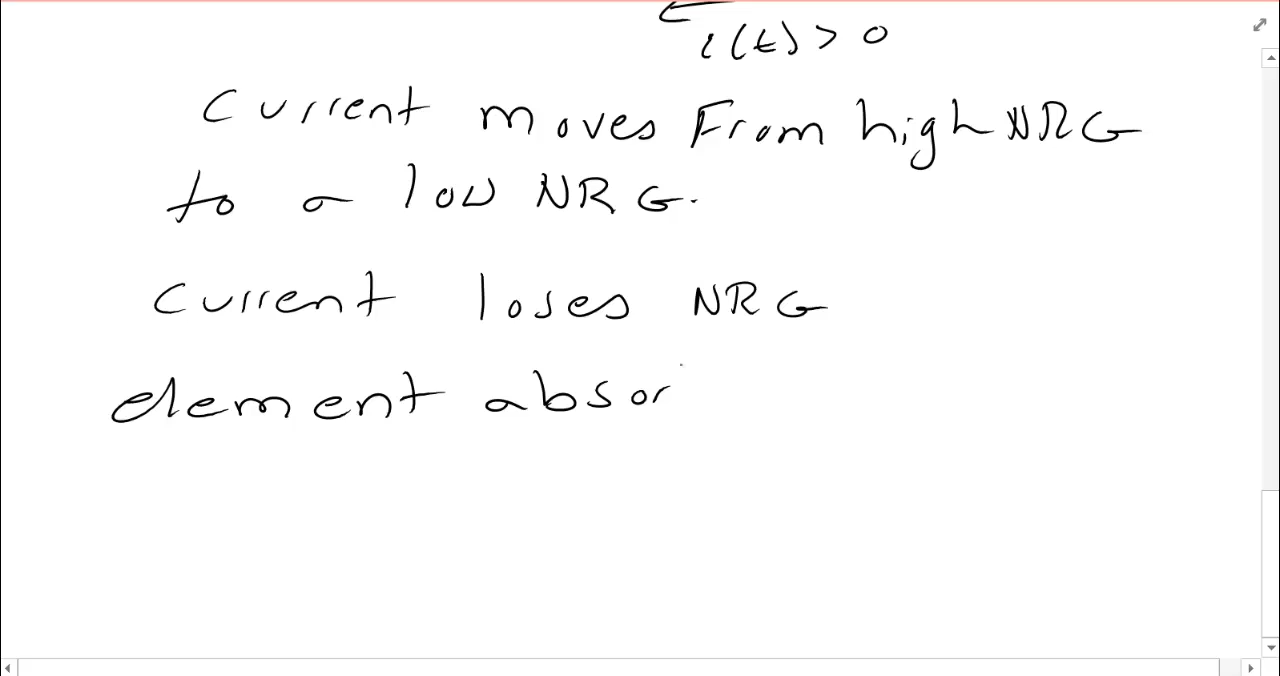 i(t) > 0
Current moves From high NRG
to a low NRG.
Current loses NRG
element absor